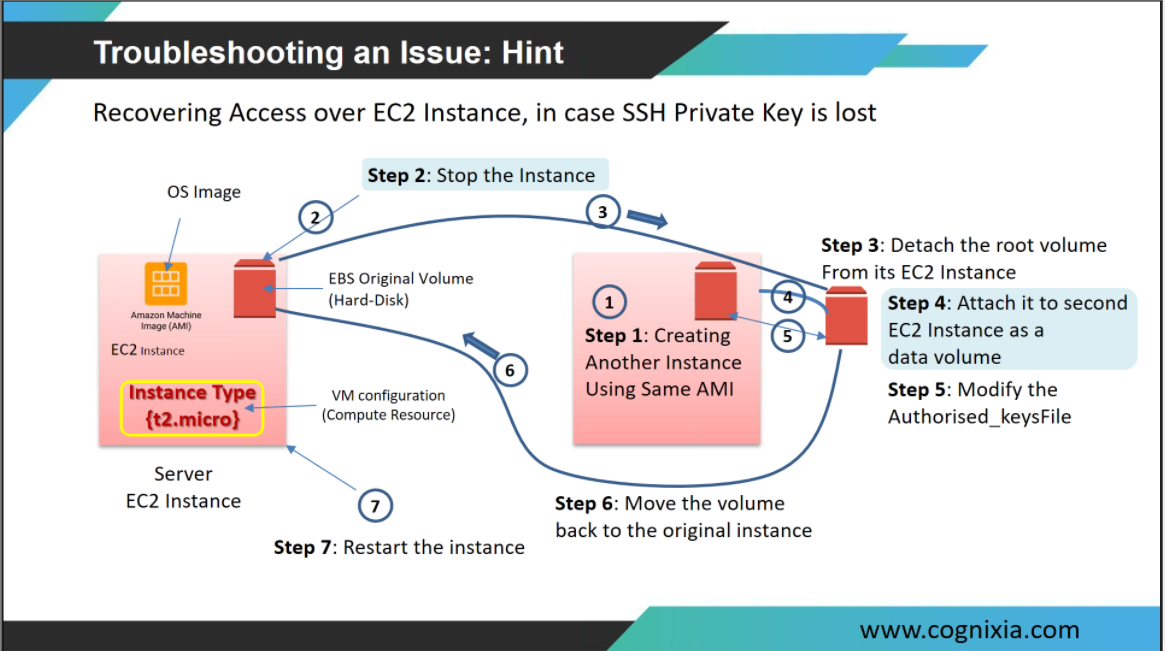 Troubleshooting an Issue: Hint
Recovering Access over EC2 Instance, in case SSH Private Key is lost
Step 2: Stop the Instance
OS Image
2
3
Step 3: Detach the root volume
From its EC2 Instance
EBS Original Volume
(Hard-Disk)
Amazon Machine
Image (AMI)
EC2 Instance
Instance Type
{t2.micro}
VM configuration
(Compute Resource)
1
Step 1: Creating
Another Instance
Using Same AMI
4
5
Step 4: Attach it to second
EC2 Instance as a
data volume
Step 5: Modify the
Authorised_keysFile
6
Server
EC2 Instance
7
Step 6: Move the volume
back to the original instance
Step 7: Restart the instance
www.cognixia.com